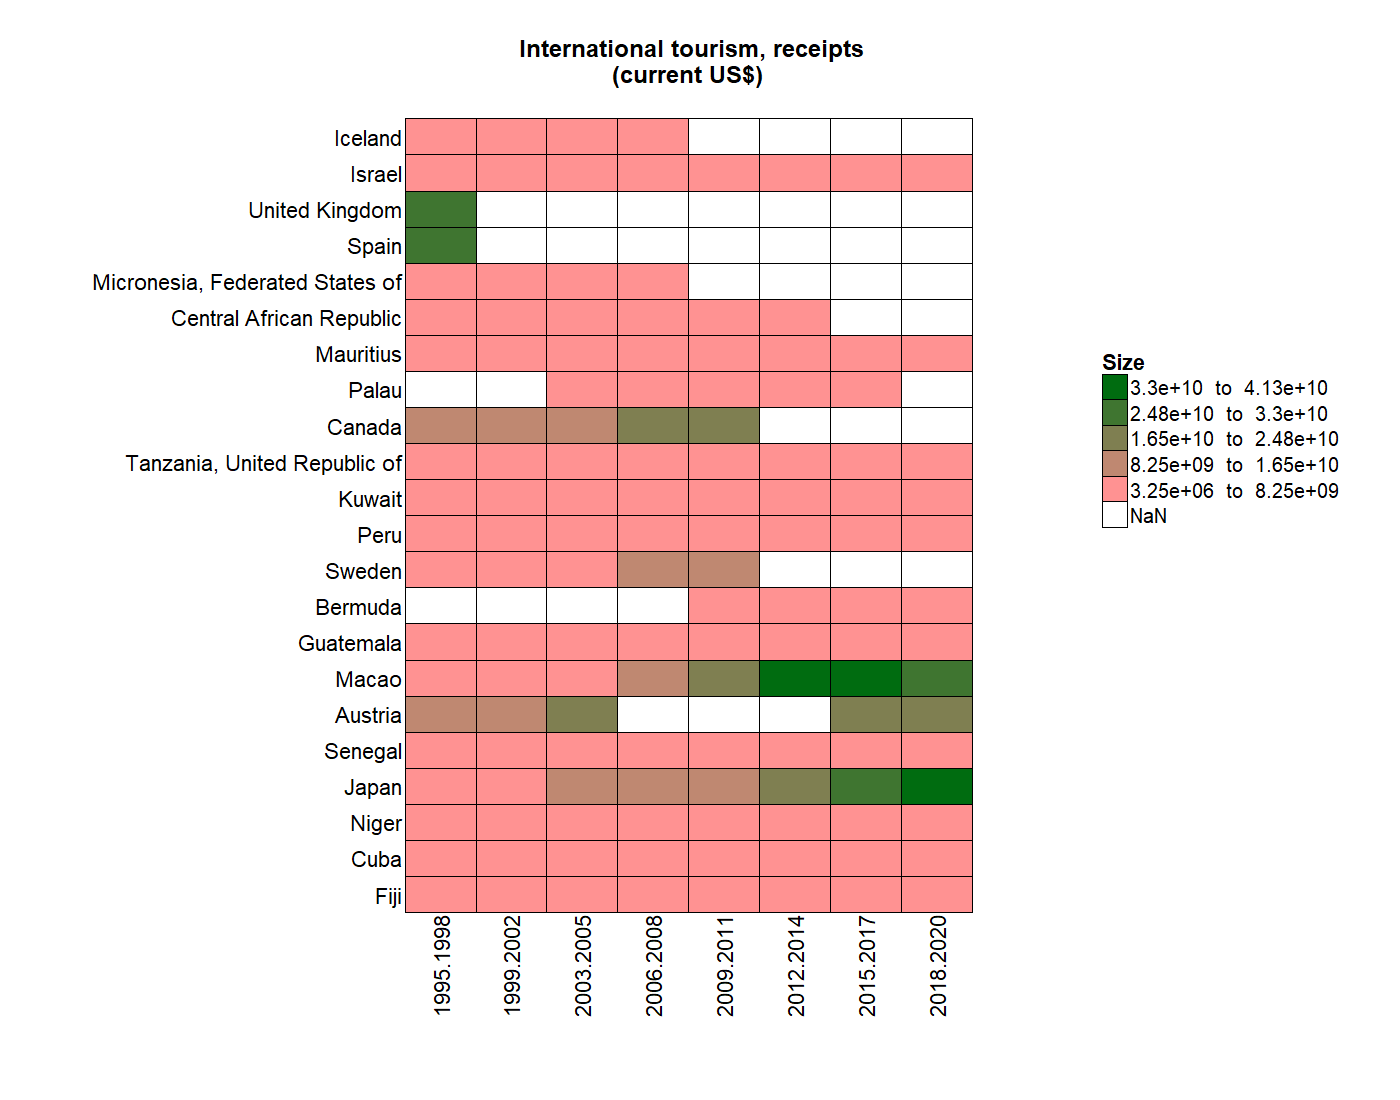 International tourism, receipts
(current US$)
Iceland
Israel
United Kingdom
Spain
Micronesia, Federated States of
Central African Republic
Mauritius
Palau
Canada
Tanzania, United Republic of
Kuwait
Peru
Sweden
Bermuda
Guatemala
Macao
Austria
Senegal
Japan
Niger
Cuba
Fiji
1995.1998
1999.2002
2003.2005
2006.2008
2009.2011
2012.2014
2015.2017
2018.2020
Size
3.3e+10 to 4.13e+10
2.48e+10 to 3.3e+10
1.65e+10 to 2.48e+10
8.25e+09 to 1.65e+10
3.25e+06 to 8.25e+09
NaN